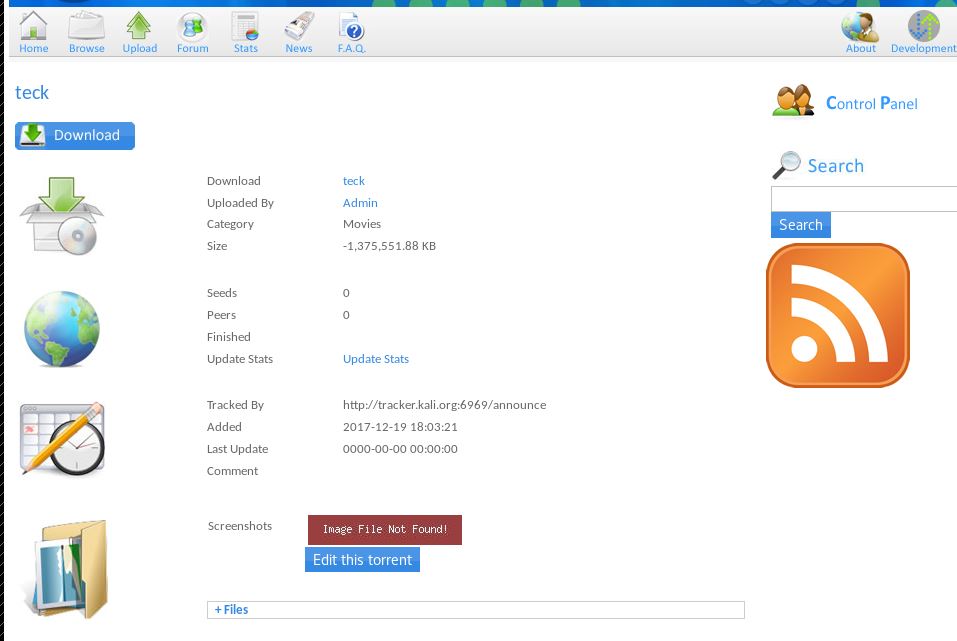 Home Browse Upload Forum Stats News F.A.Q. About Development
teck
Control Panel
Download
Search
Download teck
Uploaded By Admin
Category Movies
Search
Size -1,375,551.88 KB
Seeds 0
Peers 0
Finished
Update Stats Update Stats
Tracked By http://tracker.kali.org:6969/announce
Added 2017-12-19 18:03:21
Last Update 0000-00-00 00:00:00
Comment
Screenshots Image File Not Found!
Edit this torrent
+ Files